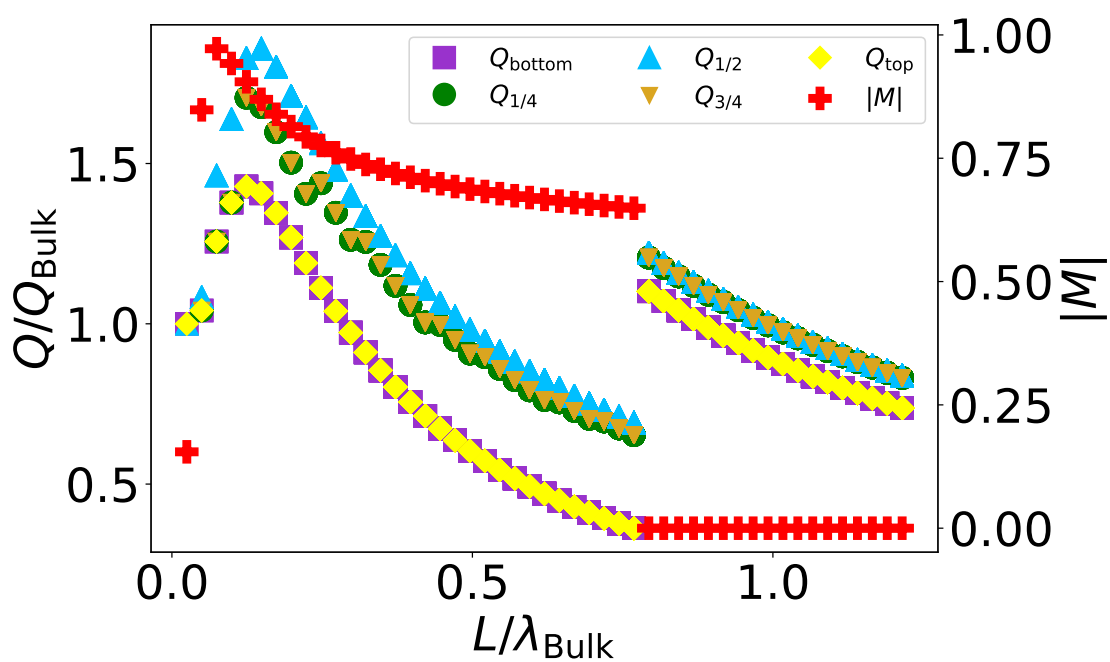 Q/Q_Bulk
1.5
1.0
0.5
Q_bottom
Q_1/4
Q_1/2
Q_3/4
Q_top
|M|
1.00
0.75
0.50
0.25
0.00
|M|
0.0 0.5 1.0
L/λ_Bulk